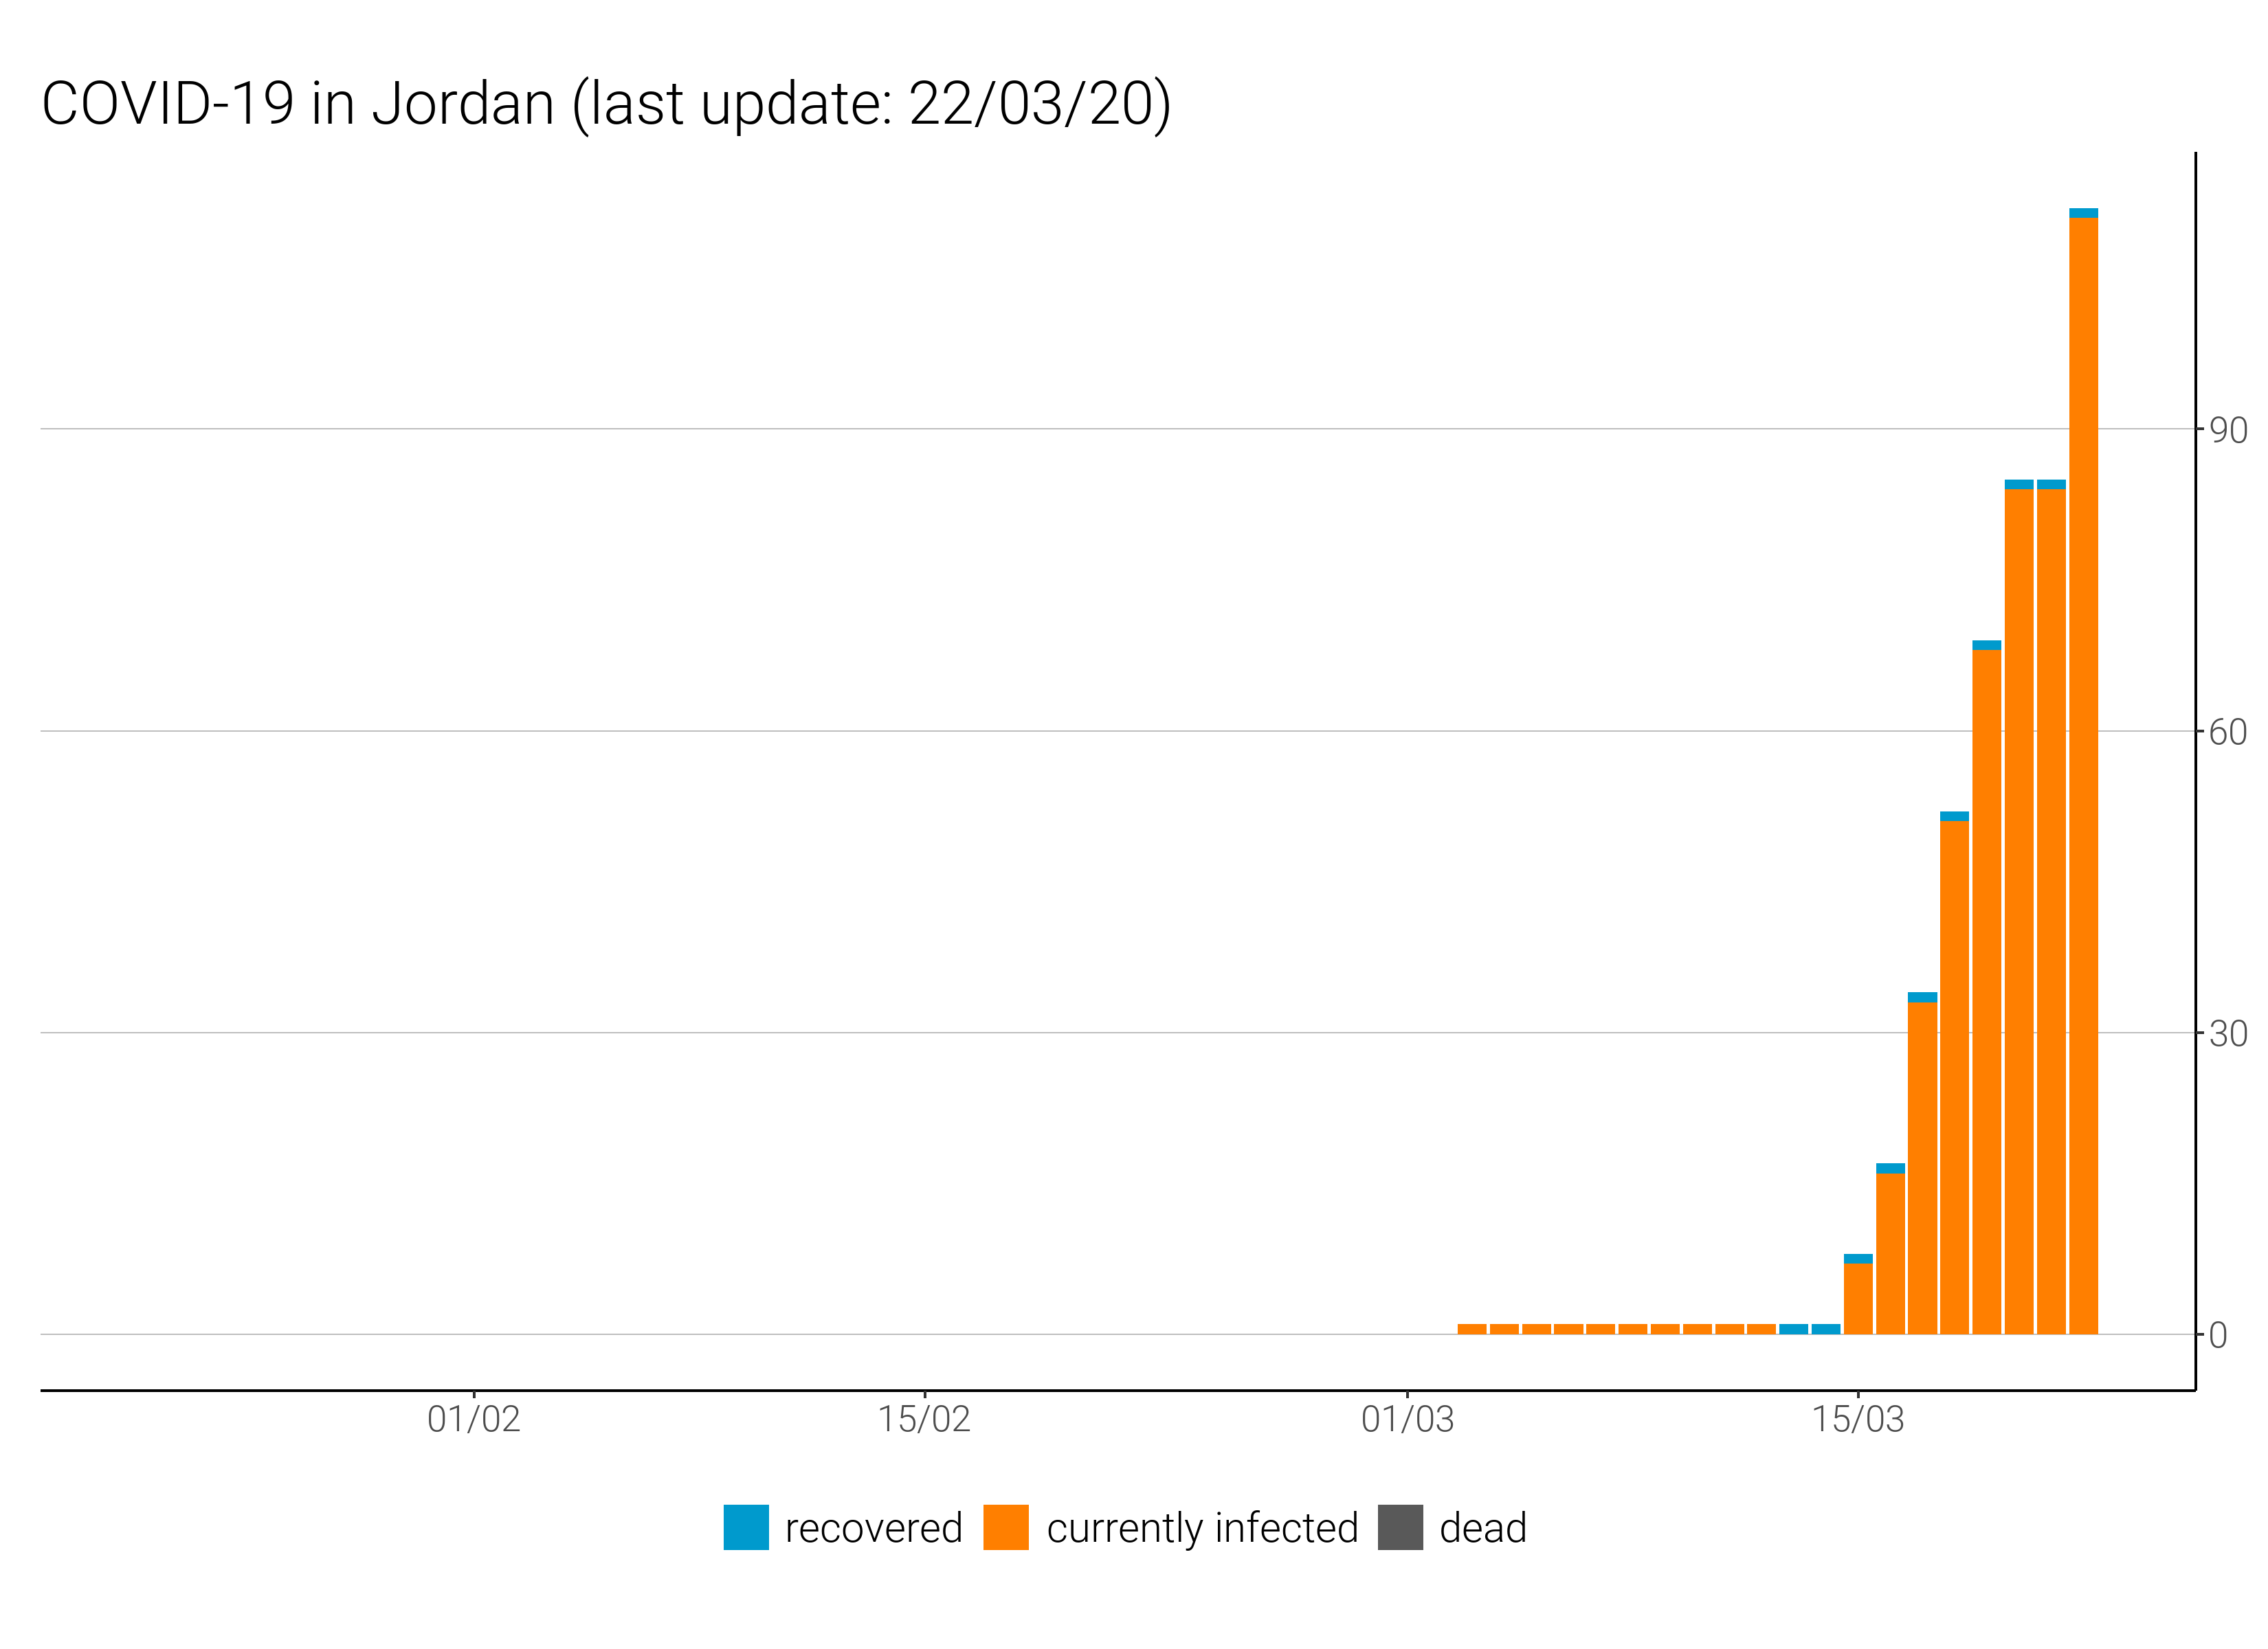 COVID-19 in Jordan (last update: 22/03/20)
90
60
30
0
01/02 15/02 01/03 15/03
recovered currently infected dead